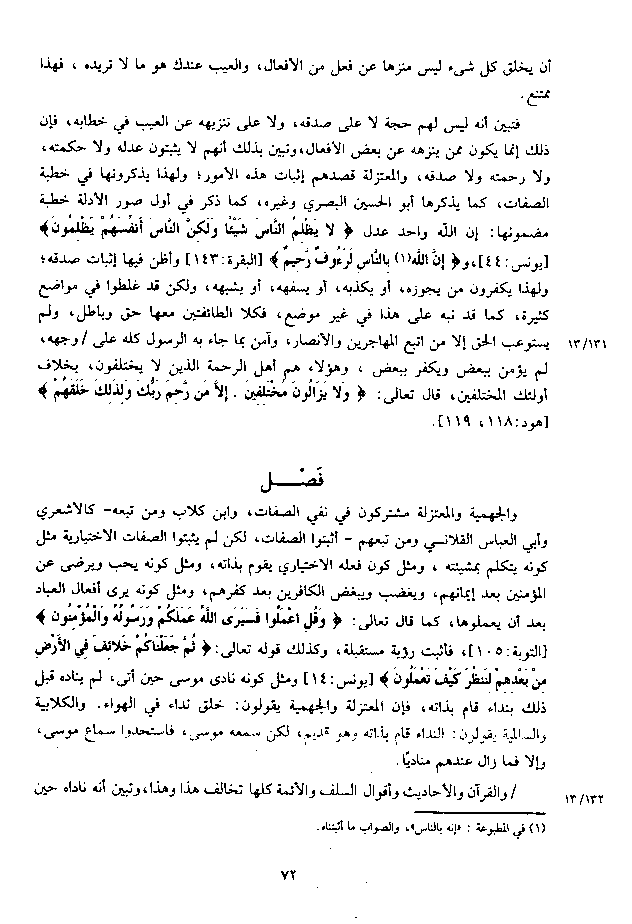 أن يخلق كل شىء ليس منزها عن فعل من الأفعال، والعيب عندك هو ما لا تريده ، فهذا
ممتنع .
فتبين أنه ليس لهم حجة لا على صدقه، ولا على تنزيهه عن العيب في خطابه، فإن
ذلك إنما يكون ممن ينزهه عن بعض الأفعال،وتبين بذلك أنهم لا يثبتون عدله ولا حكمته،
ولا رحمته ولا صدقه، والمعتزلة قصدهم إثبات هذه الأمور؛ ولهذا يذكرونها في خطبة
الصفات، كما يذكرها أبو الحسين البصري وغيره، كما ذكر في أول صور الأدلة خطبة
مضمونها: إن الله واحد عدل ﴿ لا يَظْلِمُ النَّاسَ شَيْئًا وَلَكِنَّ النَّاسَ أَنفُسَهُمْ يَظْلِمُونَ﴾
[يونس:٤٤]،و﴿ إِنَّ اللَّهَ(١) بِالنَّاسِ لَرَءُوفٌ رَّحِيمٌ ﴾ [البقرة:١٤٣] وأظن فيها إثبات صدقه؛
ولهذا يكفرون من يجوزه، أو يكذبه، أو يسفهه، أو يشبهه، ولكن قد غلطوا في مواضع
كثيرة، كما قد نبه على هذا في غير موضع، فكلا الطائفتين معها حق وباطل، ولم
يستوعب الحق إلا من اتبع المهاجرين والأنصار، وآمن بما جاء به الرسول كله على /وجهه،
١٣/١٣١
لم يؤمن ببعض ويكفر ببعض ، وهؤلاء هم أهل الرحمة الذين لا يختلفون، بخلاف
أولئك المختلفين، قال تعالى: ﴿ وَلا يَزَالُونَ مُخْتَلِفِينَ . إِلاَّ مَن رَّحِمَ رَبُّكَ وَلِذَلِكَ خَلَقَهُمْ ﴾
[هود:١١٨، ١١٩].
فَصْـــل
والجهمية والمعتزلة مشتركون في نفي الصفات، وابن كلاب ومن تبعه- كالأشعري
وأبي العباس القلانسي ومن تبعهم - أثبتوا الصفات، لكن لم يثبتوا الصفات الاختيارية مثل
كونه يتكلم بمشيئته ، ومثل كون فعله الاختياري يقوم بذاته، ومثل كونه يحب ويرضى عن
المؤمنين بعد إيمانهم، ويغضب ويبغض الكافرين بعد كفرهم، ومثل كونه يرى أفعال العباد
بعد أن يعملوها، كما قال تعالى: ﴿ وَقُلِ اعْمَلُوا فَسَيَرَى اللَّهُ عَمَلَكُمْ وَرَسُولُهُ وَالْمُؤْمِنُونَ ﴾
[التوبة:١٠٥]، فأثبت رؤية مستقبلة، وكذلك قوله تعالى:﴿ ثُمَّ جَعَلْنَاكُمْ خَلائِفَ فِي الأَرْضِ
مِنْ بَعْدِهِمْ لِنَنظُرَ كَيْفَ تَعْمَلُونَ ﴾ [يونس:١٤] ومثل كونه نادى موسى حين أتى، لم يناده قبل
ذلك بنداء قام بذاته، فإن المعتزلة والجهمية يقولون: خلق نداء في الهواء. والكلابية
والسالمية يقولون: النداء قام بذاته وهو قديم، لكن سمعه موسى، فاستحدوا سماع موسى،
وإلا فما زال عندهم مناديًا.
/ والقرآن والأحاديث وأقوال السلف والأئمة كلها تخالف هذا وهذا،وتبين أنه ناداه حين
١٣/١٣٢
(١) في المطبوعة : «إنه بالناس»، والصواب ما أثبتناه.
٧٢